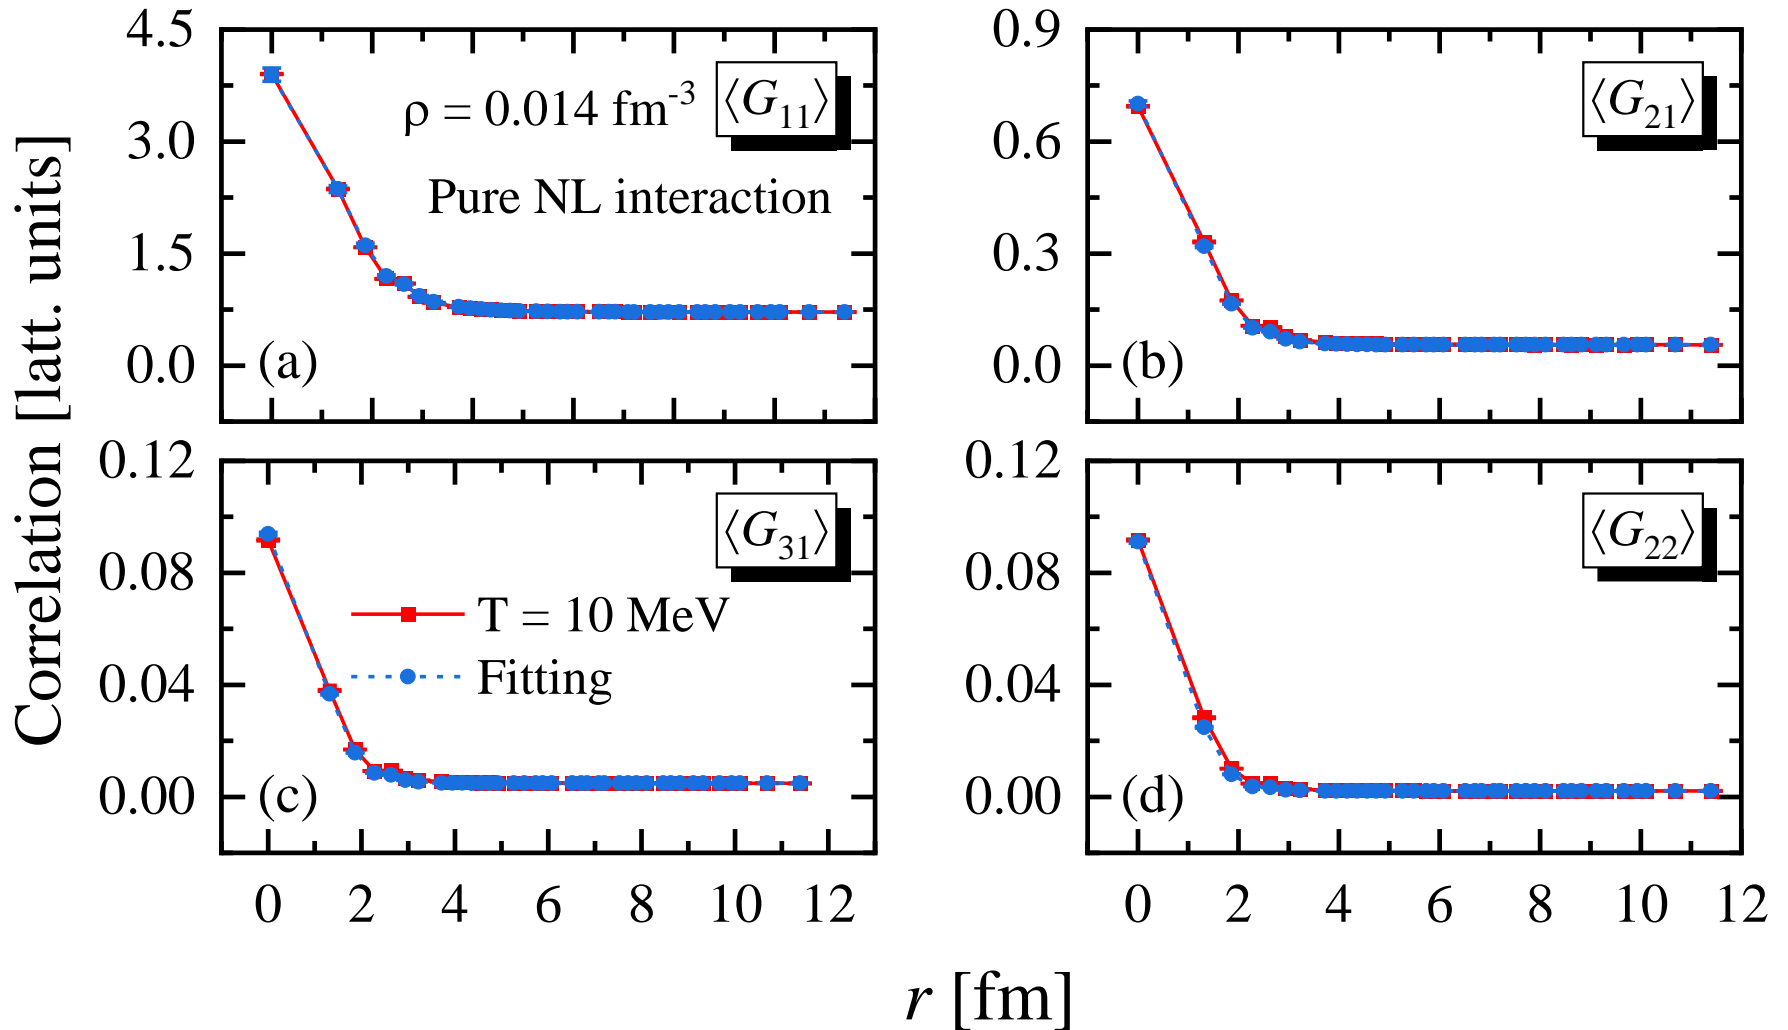 Correlation [latt. units]
4.5
3.0
1.5
0.0
ρ = 0.014 fm⁻³
⟨G₁₁⟩
Pure NL interaction
(a)
0.9
0.6
0.3
0.0
⟨G₂₁⟩
(b)
0.12
0.08
0.04
0.00
⟨G₃₁⟩
T = 10 MeV
Fitting
(c)
0 2 4 6 8 10 12
0.12
0.08
0.04
0.00
⟨G₂₂⟩
(d)
0 2 4 6 8 10 12
r [fm]